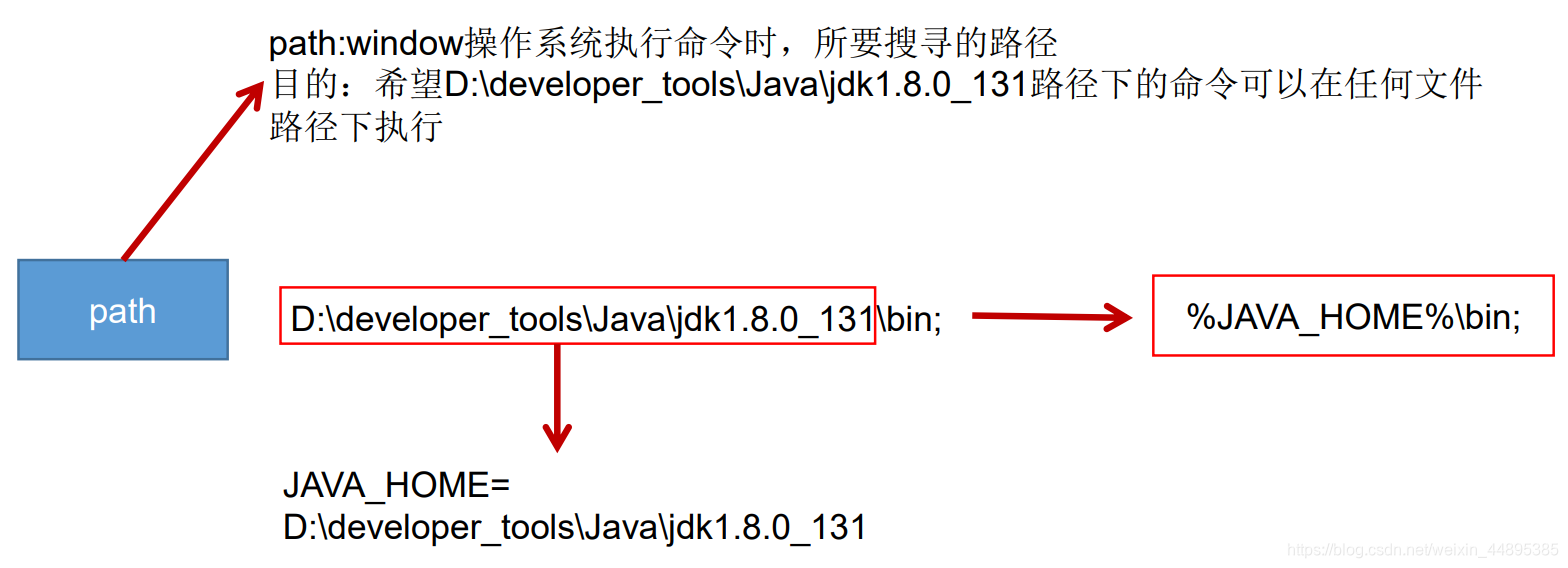 path:window操作系统执行命令时，所要搜寻的路径
目的：希望D:\developer_tools\Java\jdk1.8.0_131路径下的命令可以在任何文件
路径下执行
path
D:\developer_tools\Java\jdk1.8.0_131\bin;
%JAVA_HOME%\bin;
JAVA_HOME=
D:\developer_tools\Java\jdk1.8.0_131
https://blog.csdn.net/weixin_44895385